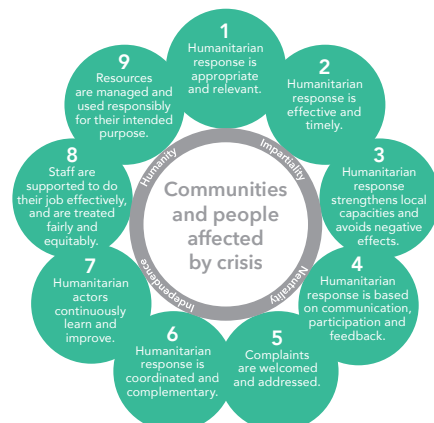 1
Humanitarian
response is
appropriate
and relevant.
2
Humanitarian
response is
effective and
timely.
3
Humanitarian
response
strengthens local
capacities and
avoids negative
effects.
4
Humanitarian
response is based
on communication,
participation and
feedback.
5
Complaints
are welcomed
and addressed.
6
Humanitarian
response is
coordinated and
complementary.
7
Humanitarian
actors
continuously
learn and
improve.
8
Staff are
supported to do
their job effectively,
and are treated
fairly and
equitably.
9
Resources
are managed and
used responsibly
for their intended
purpose.
Humanity
Impartiality
Neutrality
Independence
Communities
and people
affected
by crisis